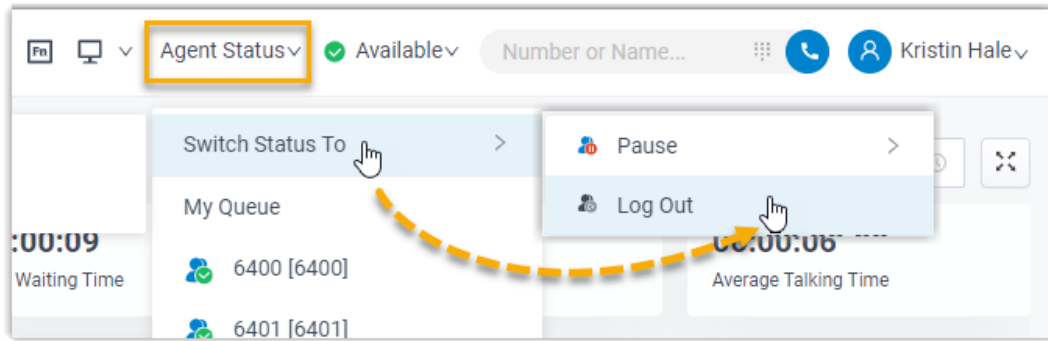 Fn
Agent Status
Available
Number or Name...
Kristin Hale
Switch Status To
Pause
My Queue
Log Out
:00:09
Waiting Time
6400 [6400]
00:00:06
Average Talking Time
6401 [6401]